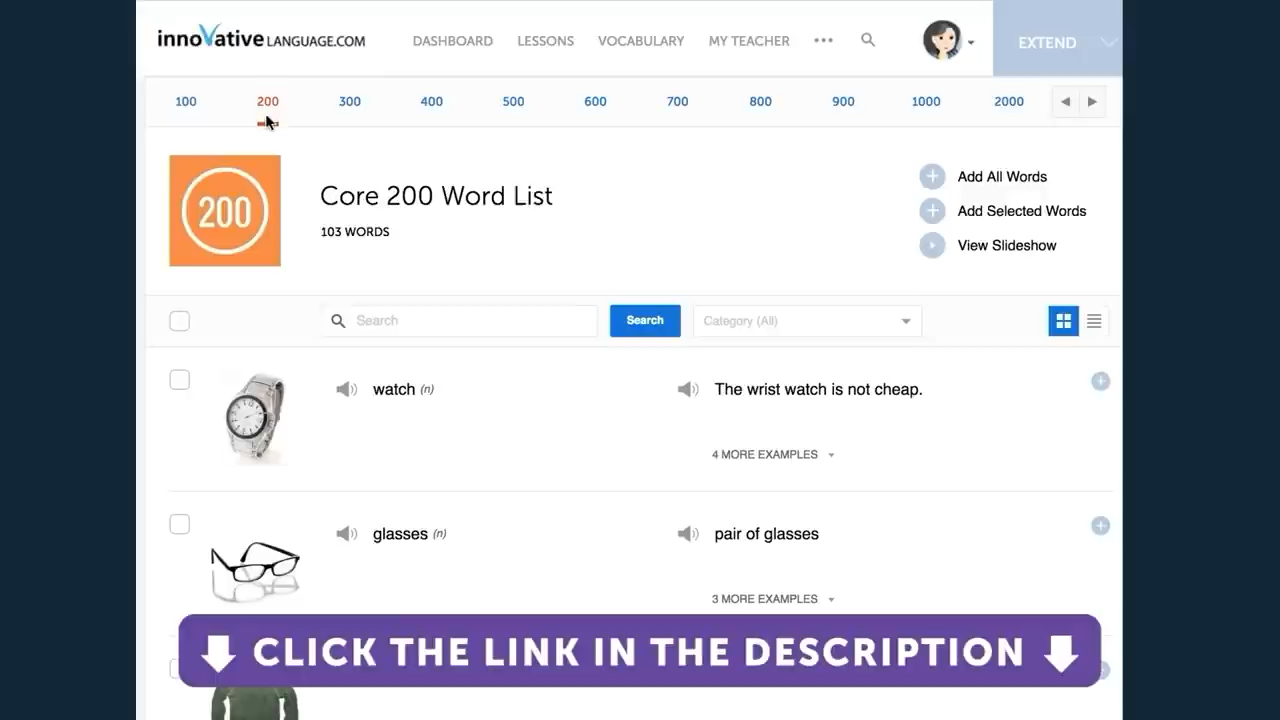 innovative LANGUAGE.COM DASHBOARD LESSONS VOCABULARY MY TEACHER ••• EXTEND
100 200 300 400 500 600 700 800 900 1000 2000
200
Core 200 Word List
103 WORDS
Add All Words
Add Selected Words
View Slideshow
Search Search Category (All)
watch (n) The wrist watch is not cheap.
4 MORE EXAMPLES
glasses (n) pair of glasses
3 MORE EXAMPLES
CLICK THE LINK IN THE DESCRIPTION